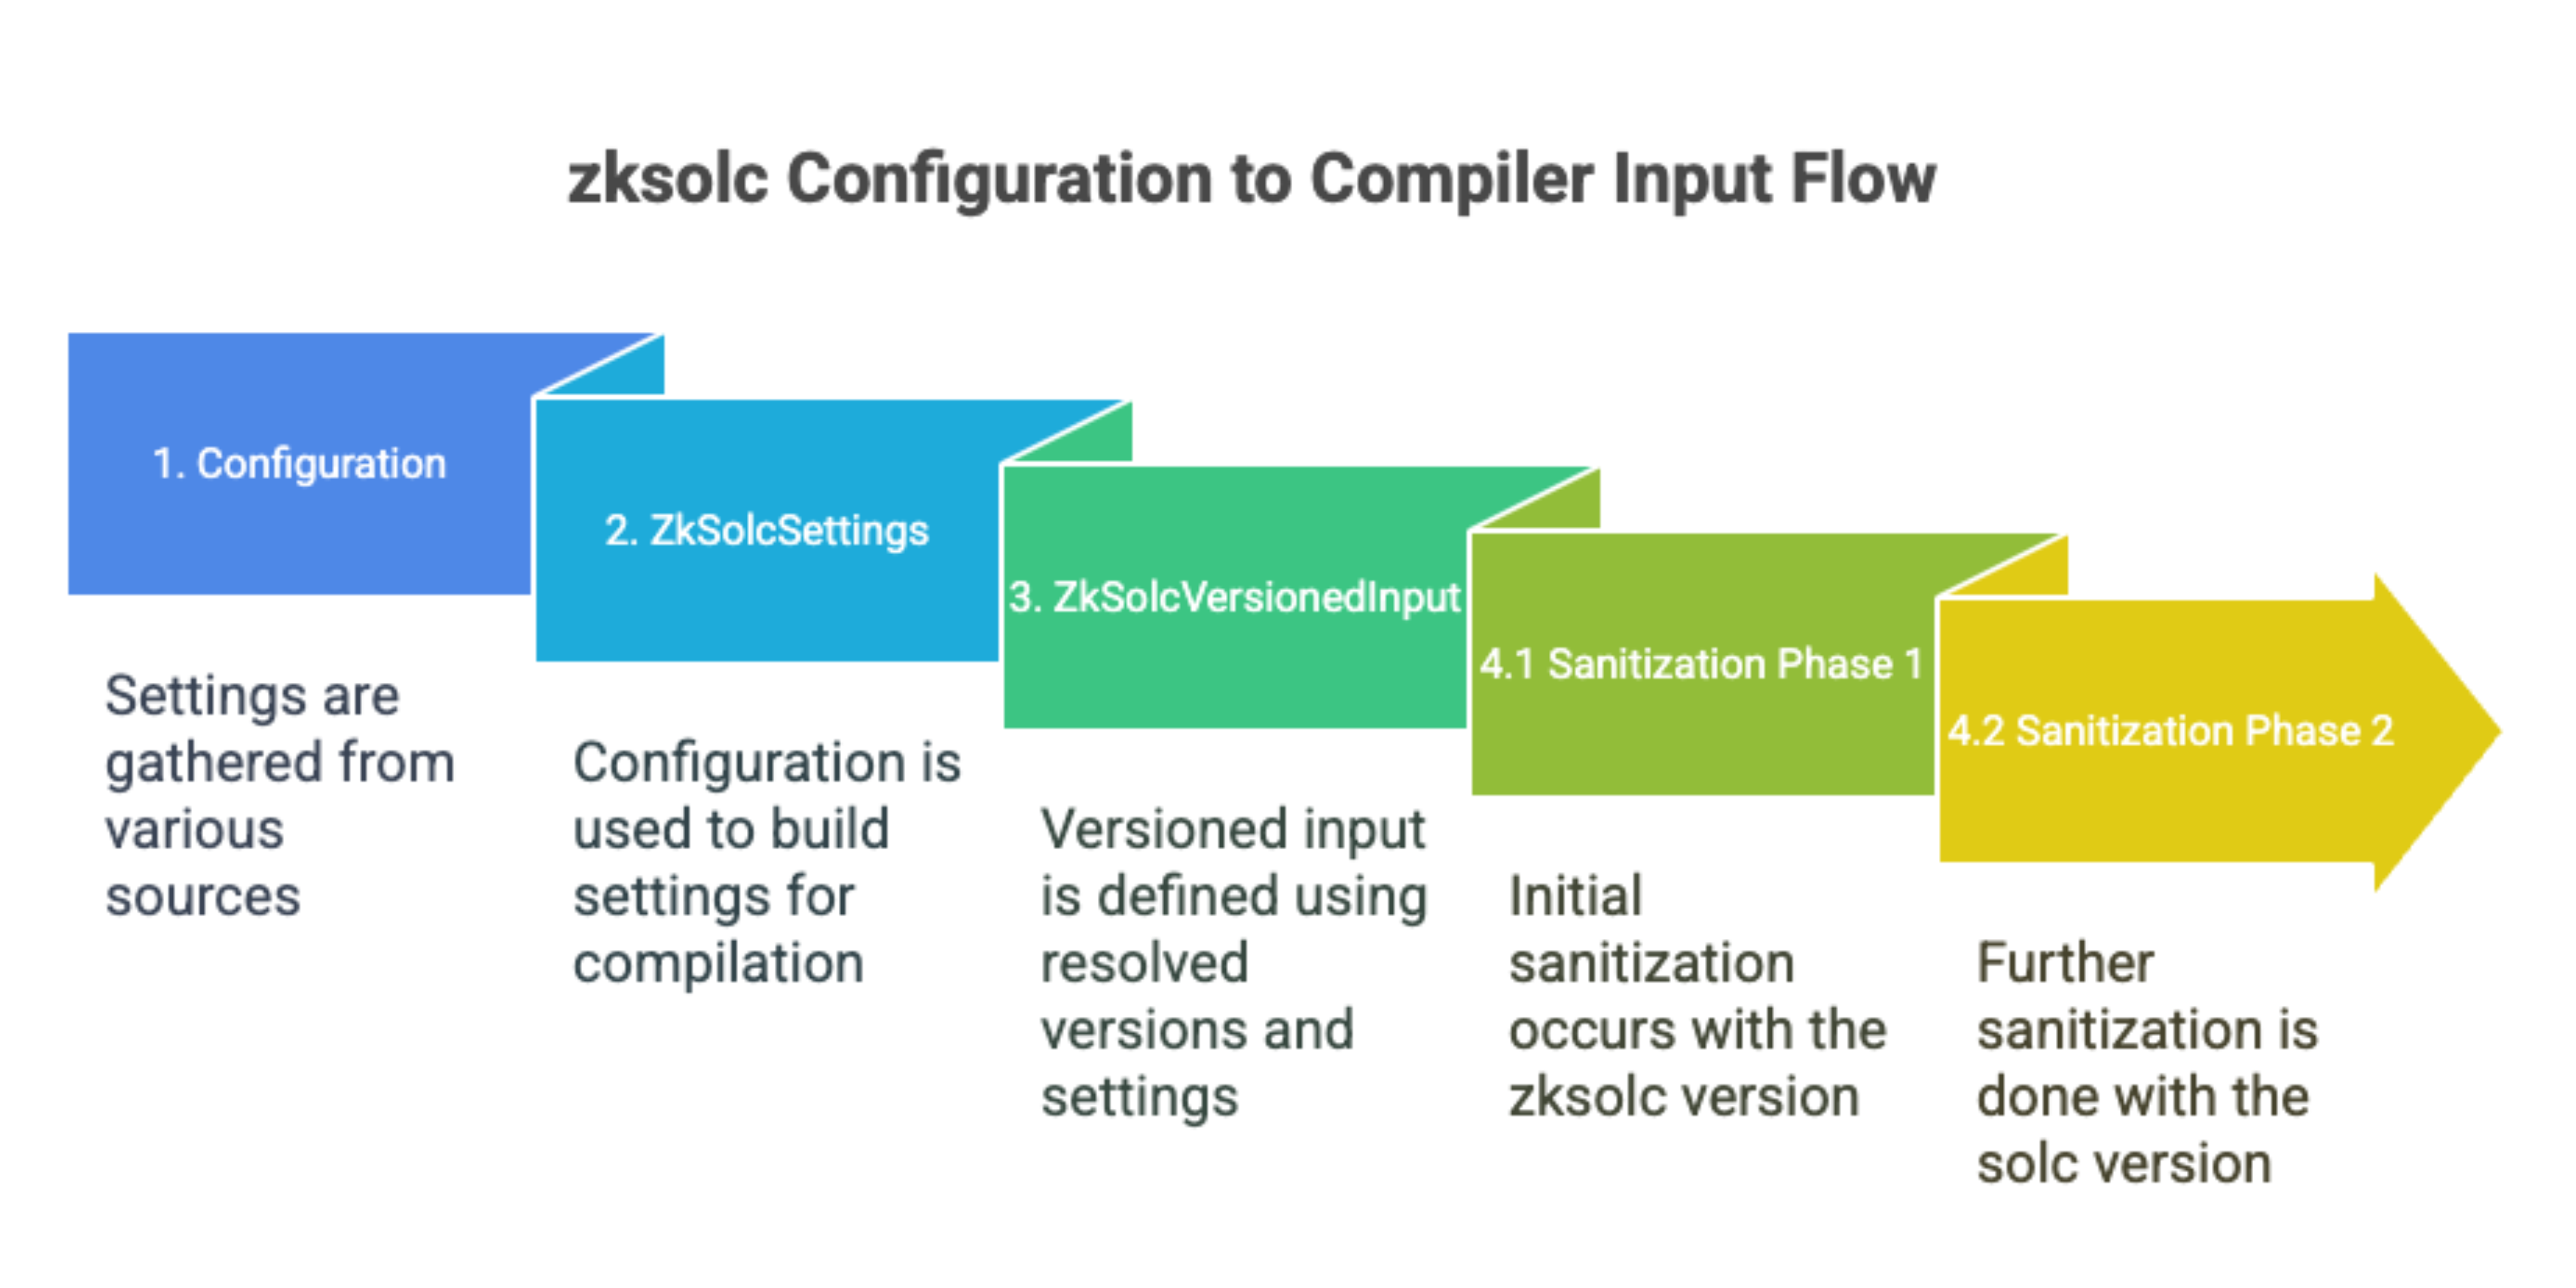 zksolc Configuration to Compiler Input Flow
1. Configuration
Settings are
gathered from
various
sources
2. ZkSolcSettings
Configuration is
used to build
settings for
compilation
3. ZkSolcVersionedInput
Versioned input
is defined using
resolved
versions and
settings
4.1 Sanitization Phase 1
Initial
sanitization
occurs with the
zksolc version
4.2 Sanitization Phase 2
Further
sanitization is
done with the
solc version